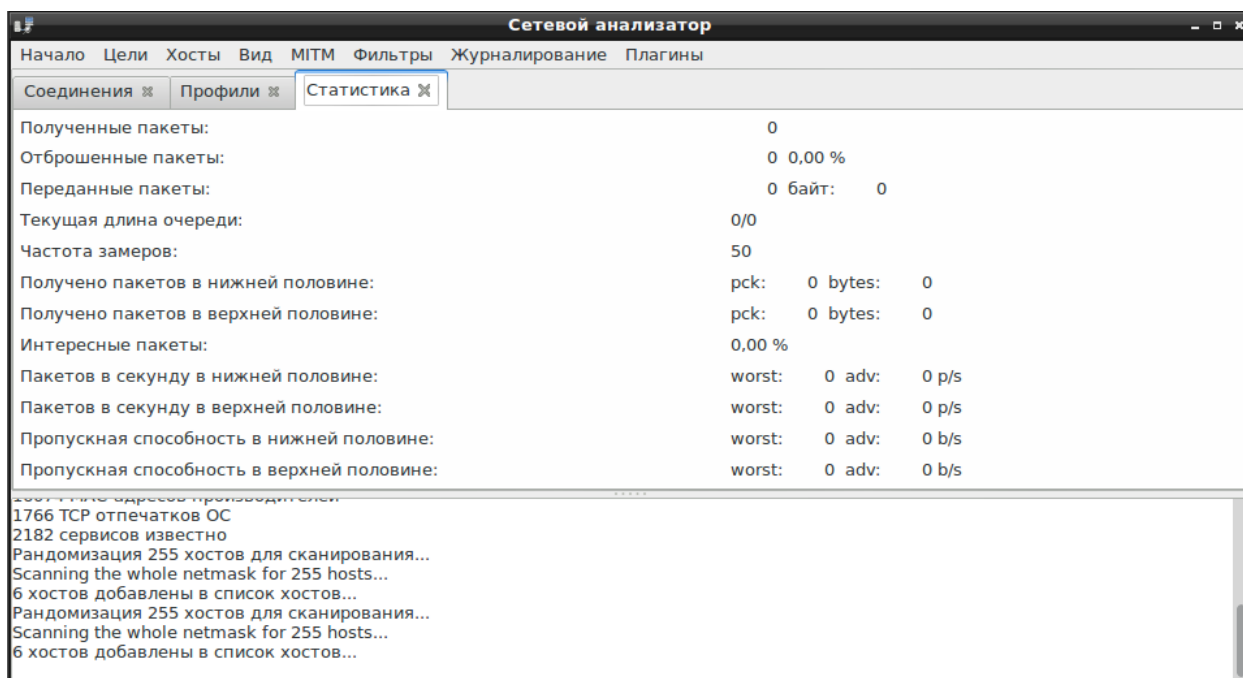 Сетевой анализатор
Начало Цели Хосты Вид MITM Фильтры Журналирование Плагины
Соединения Профили Статистика
Полученные пакеты: 0
Отброшенные пакеты: 0 0,00 %
Переданные пакеты: 0 байт: 0
Текущая длина очереди: 0/0
Частота замеров: 50
Получено пакетов в нижней половине: pck: 0 bytes: 0
Получено пакетов в верхней половине: pck: 0 bytes: 0
Интересные пакеты: 0,00 %
Пакетов в секунду в нижней половине: worst: 0 adv: 0 p/s
Пакетов в секунду в верхней половине: worst: 0 adv: 0 p/s
Пропускная способность в нижней половине: worst: 0 adv: 0 b/s
Пропускная способность в верхней половине: worst: 0 adv: 0 b/s
MAC адресов производителей
1766 TCP отпечатков ОС
2182 сервисов известно
Рандомизация 255 хостов для сканирования...
Scanning the whole netmask for 255 hosts...
6 хостов добавлены в список хостов...
Рандомизация 255 хостов для сканирования...
Scanning the whole netmask for 255 hosts...
6 хостов добавлены в список хостов...